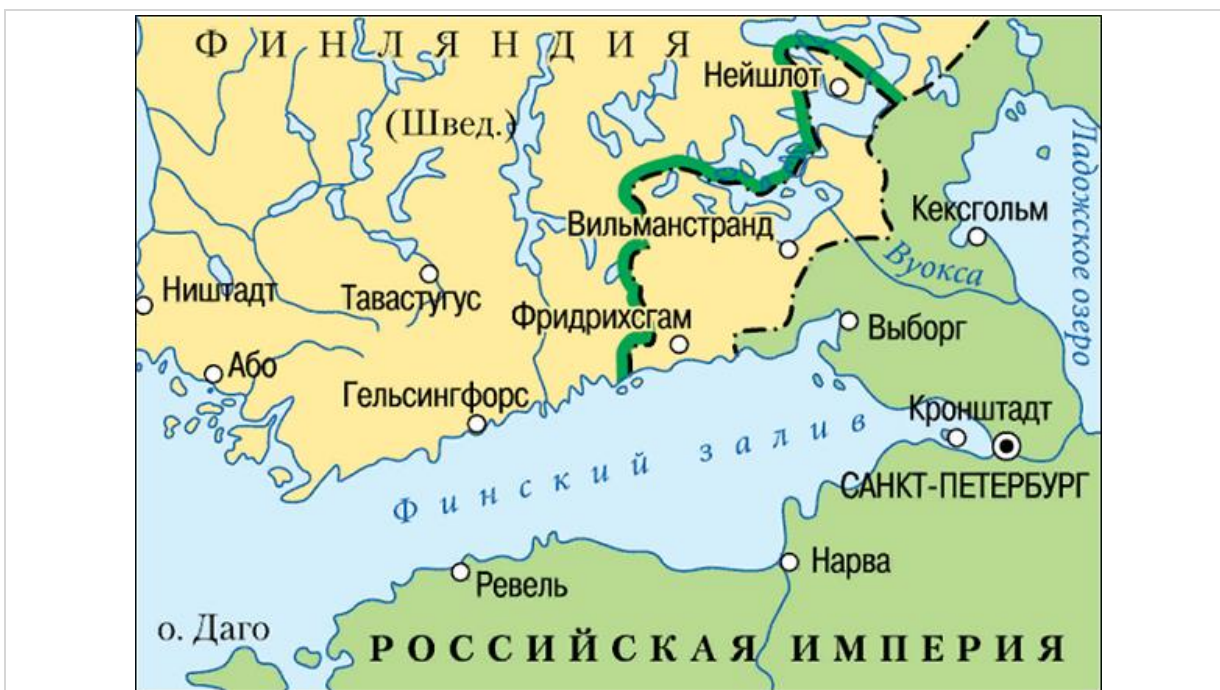 ФИНЛЯНДИЯ
(Швед.)
Нейшлот
Ладожское озеро
Кексгольм
Вильманстранд
Вуокса
Ништадт
Тавастугус
Фридрихсгам
Выборг
Або
Гельсингфорс
Кронштадт
Финский залив
САНКТ-ПЕТЕРБУРГ
Нарва
Ревель
о. Даго
РОССИЙСКАЯ ИМПЕРИЯ